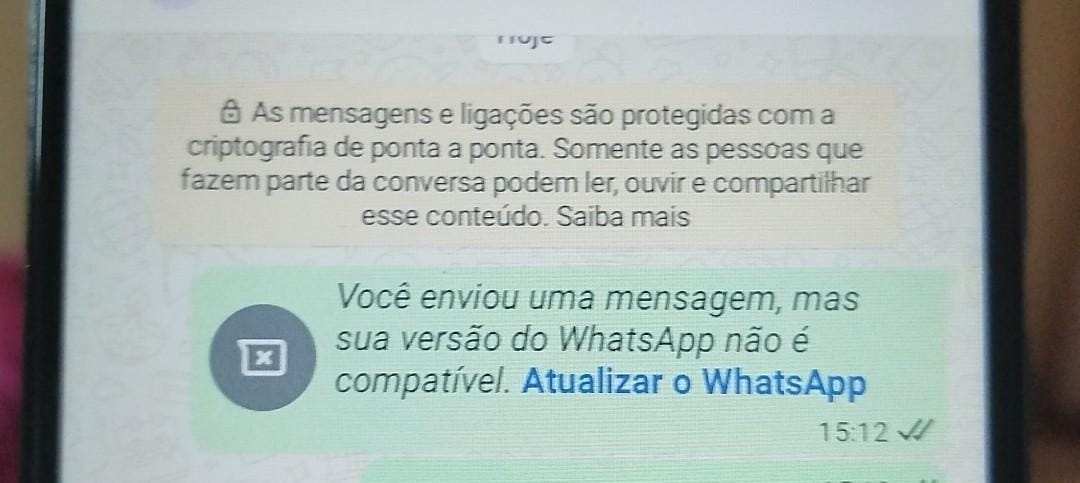 Hoje
As mensagens e ligações são protegidas com a
criptografia de ponta a ponta. Somente as pessoas que
fazem parte da conversa podem ler, ouvir e compartilhar
esse conteúdo. Saiba mais
Você enviou uma mensagem, mas
sua versão do WhatsApp não é
compatível. Atualizar o WhatsApp
15:12